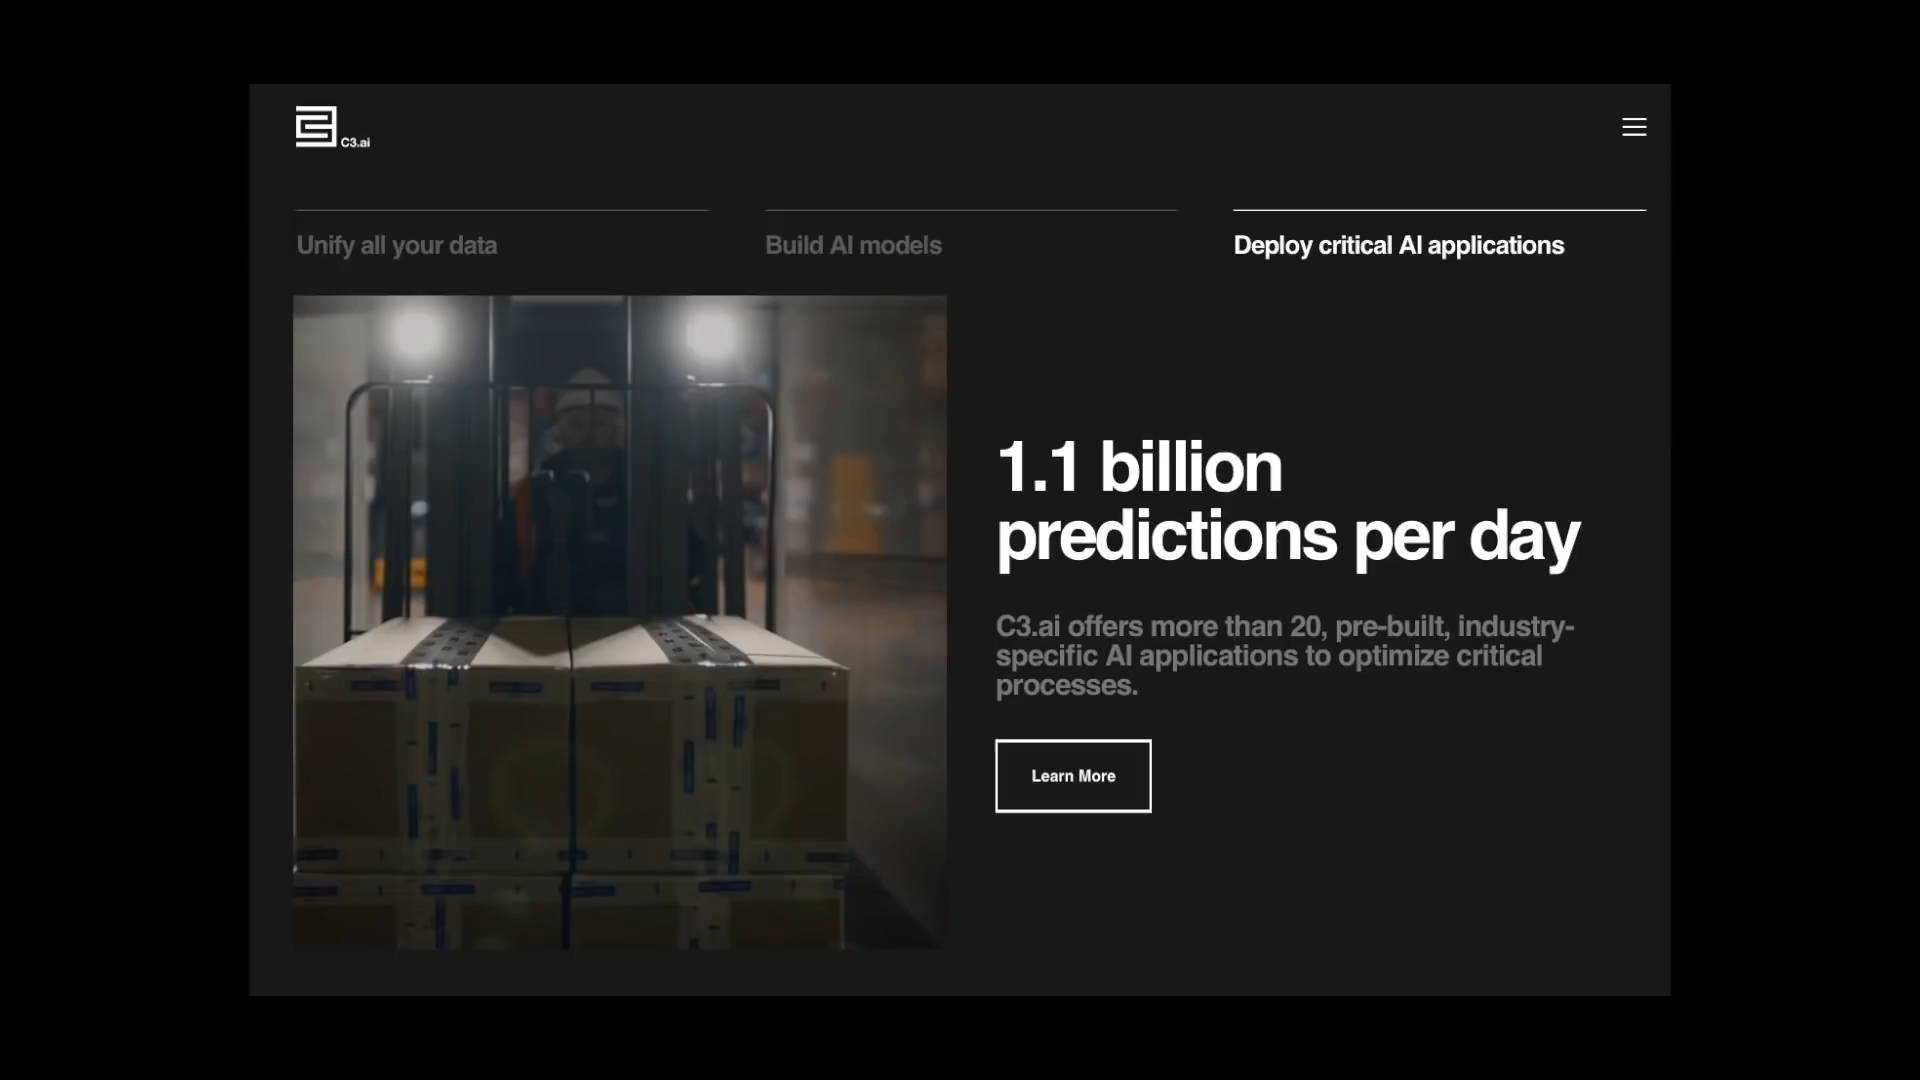 C3.ai
Unify all your data
Build AI models
Deploy critical AI applications
1.1 billion
predictions per day
C3.ai offers more than 20, pre-built, industry-
specific AI applications to optimize critical
processes.
Learn More